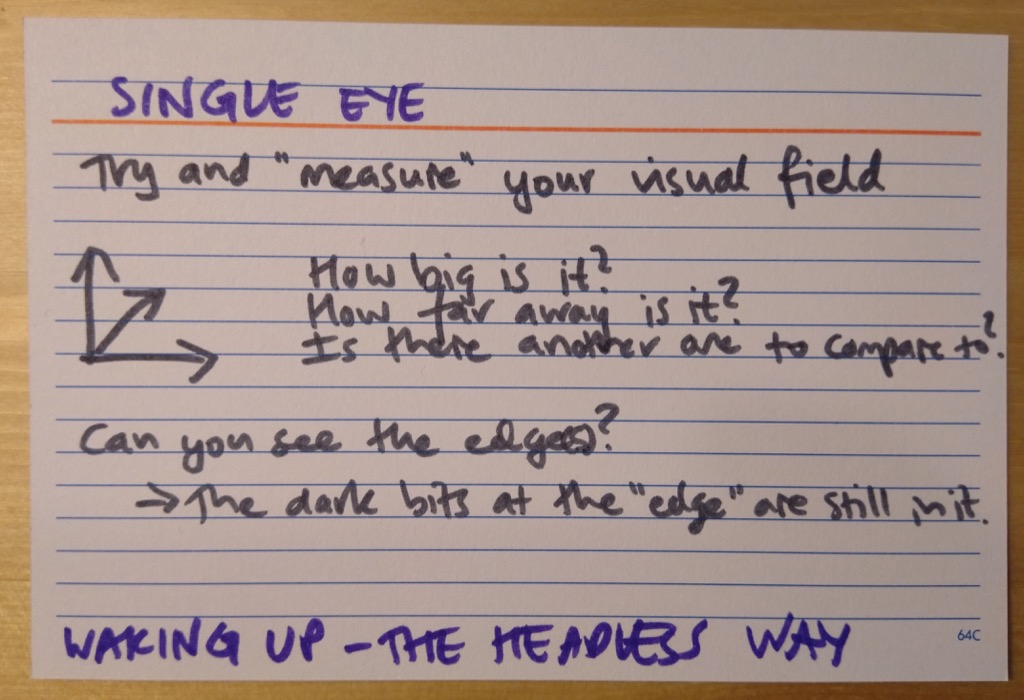 SINGLE EYE
Try and "measure" your visual field
How big is it?
How far away is it?
Is there another one to compare to?
Can you see the edge(s)?
→ The dark bits at the "edge" are still in it.
WAKING UP - THE HEADLESS WAY
64C